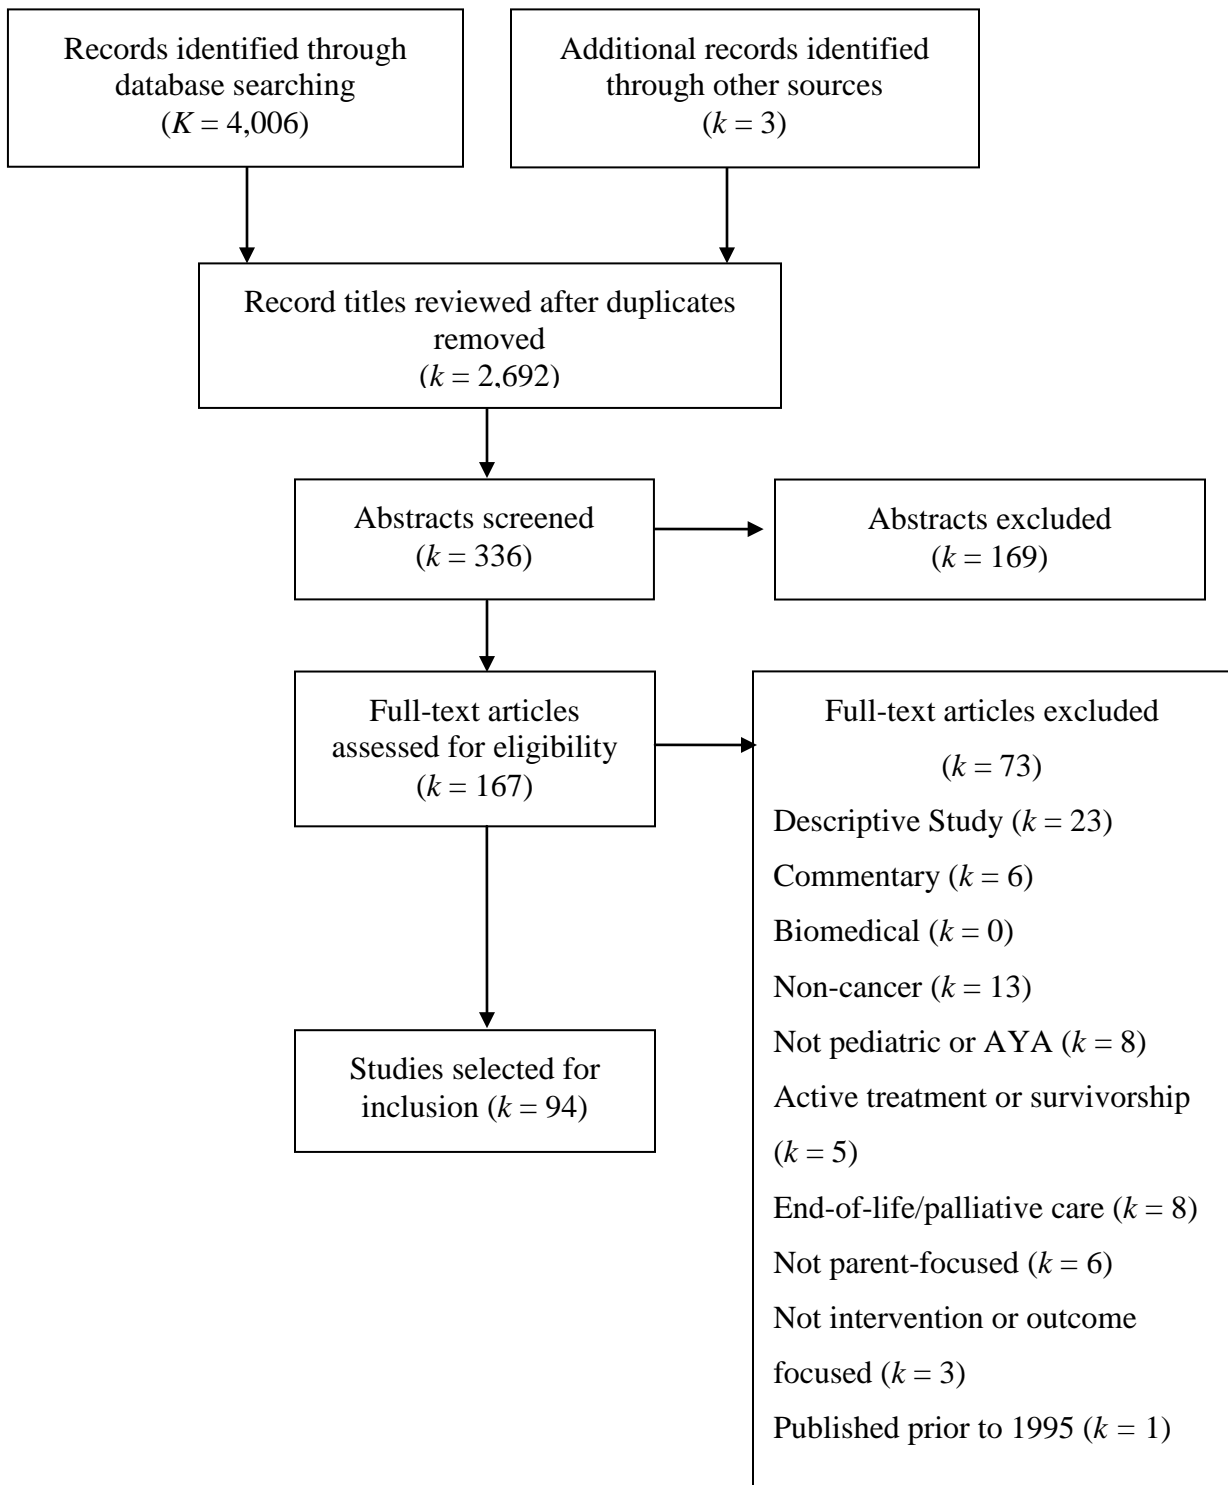 Records identified through
database searching
(K = 4,006)
Additional records identified
through other sources
(k = 3)
Record titles reviewed after duplicates
removed
(k = 2,692)
Abstracts screened
(k = 336)
Abstracts excluded
(k = 169)
Full-text articles
assessed for eligibility
(k = 167)
Full-text articles excluded
(k = 73)
Descriptive Study (k = 23)
Commentary (k = 6)
Biomedical (k = 0)
Non-cancer (k = 13)
Not pediatric or AYA (k = 8)
Active treatment or survivorship
(k = 5)
End-of-life/palliative care (k = 8)
Not parent-focused (k = 6)
Not intervention or outcome
focused (k = 3)
Published prior to 1995 (k = 1)
Studies selected for
inclusion (k = 94)